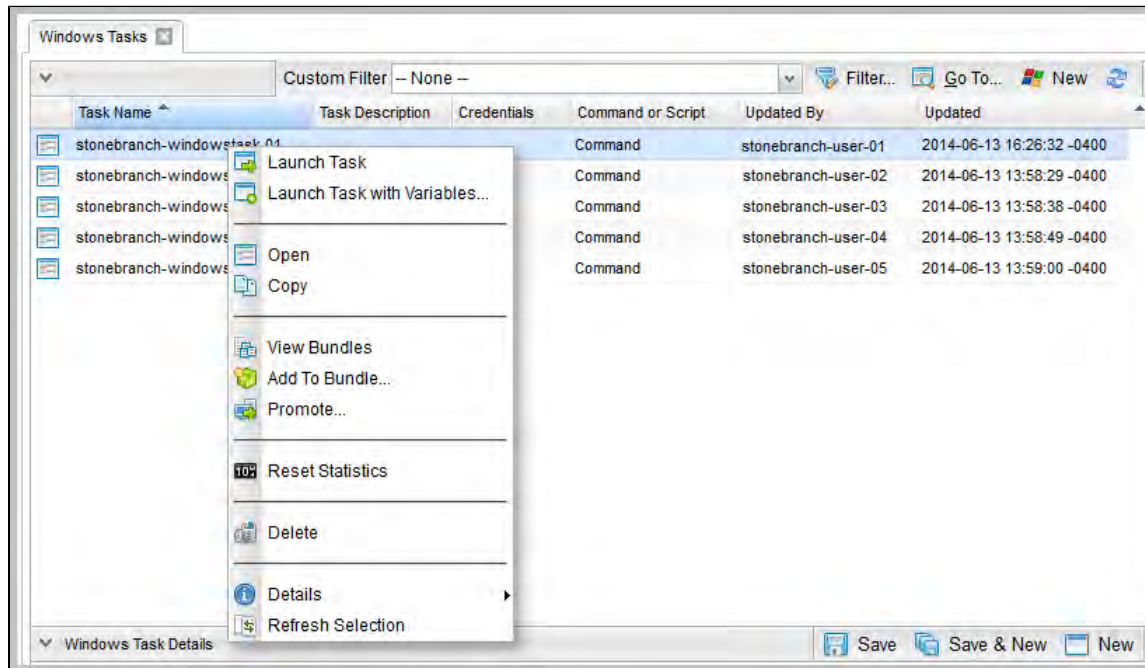 Windows Tasks
Custom Filter -- None -- Filter... Go To... New
Task Name Task Description Credentials Command or Script Updated By Updated
stonebranch-windowstask-01 Command stonebranch-user-01 2014-06-13 16:26:32 -0400
stonebranch-windows Command stonebranch-user-02 2014-06-13 13:58:29 -0400
stonebranch-windows Command stonebranch-user-03 2014-06-13 13:58:38 -0400
stonebranch-windows Command stonebranch-user-04 2014-06-13 13:58:49 -0400
stonebranch-windows Command stonebranch-user-05 2014-06-13 13:59:00 -0400
Launch Task
Launch Task with Variables...
Open
Copy
View Bundles
Add To Bundle...
Promote...
Reset Statistics
Delete
Details
Refresh Selection
Windows Task Details Save Save & New New